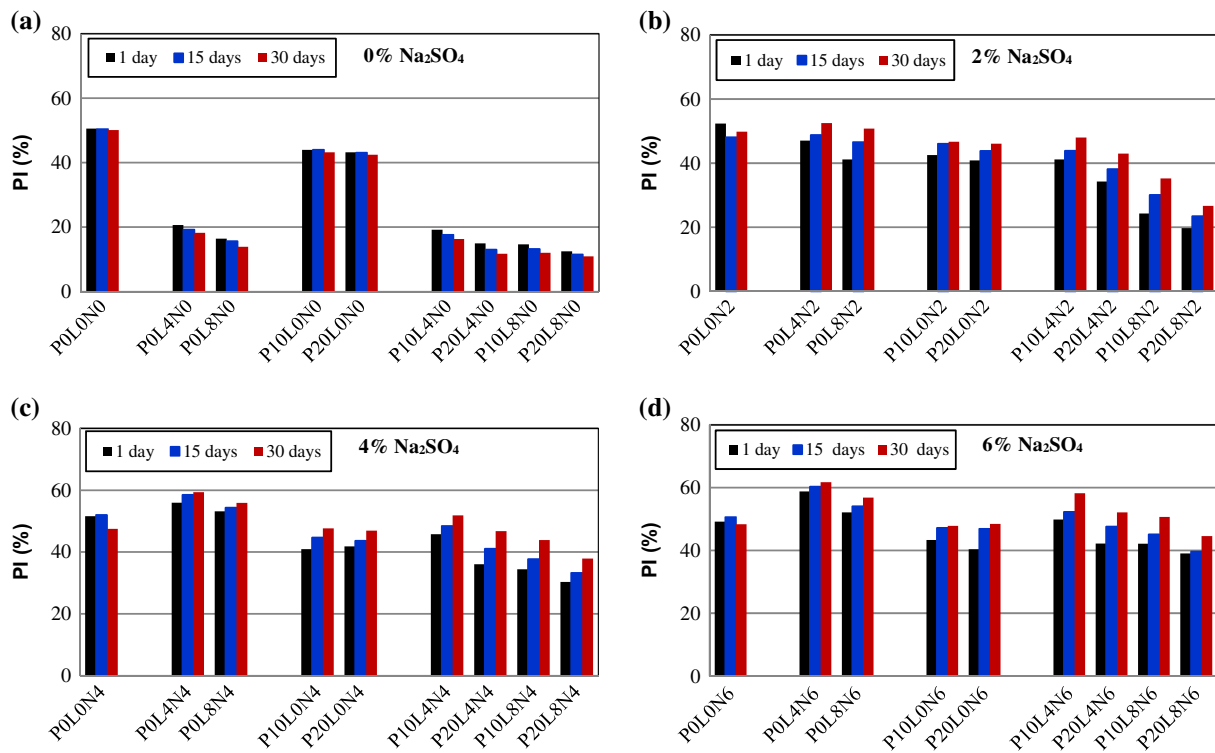 (a)
80
60
40
20
0
PI (%)
1 day 15 days 30 days
0% Na₂SO₄
P0L0N0
P0L4N0
P0L8N0
P10L0N0
P20L0N0
P10L4N0
P20L4N0
P10L8N0
P20L8N0
(b)
80
60
40
20
0
PI (%)
1 day 15 days 30 days
2% Na₂SO₄
P0L0N2
P0L4N2
P0L8N2
P10L0N2
P20L0N2
P10L4N2
P20L4N2
P10L8N2
P20L8N2
(c)
80
60
40
20
0
PI (%)
1 day 15 days 30 days
4% Na₂SO₄
P0L0N4
P0L4N4
P0L8N4
P10L0N4
P20L0N4
P10L4N4
P20L4N4
P10L8N4
P20L8N4
(d)
80
60
40
20
0
PI (%)
1 day 15 days 30 days
6% Na₂SO₄
P0L0N6
P0L4N6
P0L8N6
P10L0N6
P20L0N6
P10L4N6
P20L4N6
P10L8N6
P20L8N6